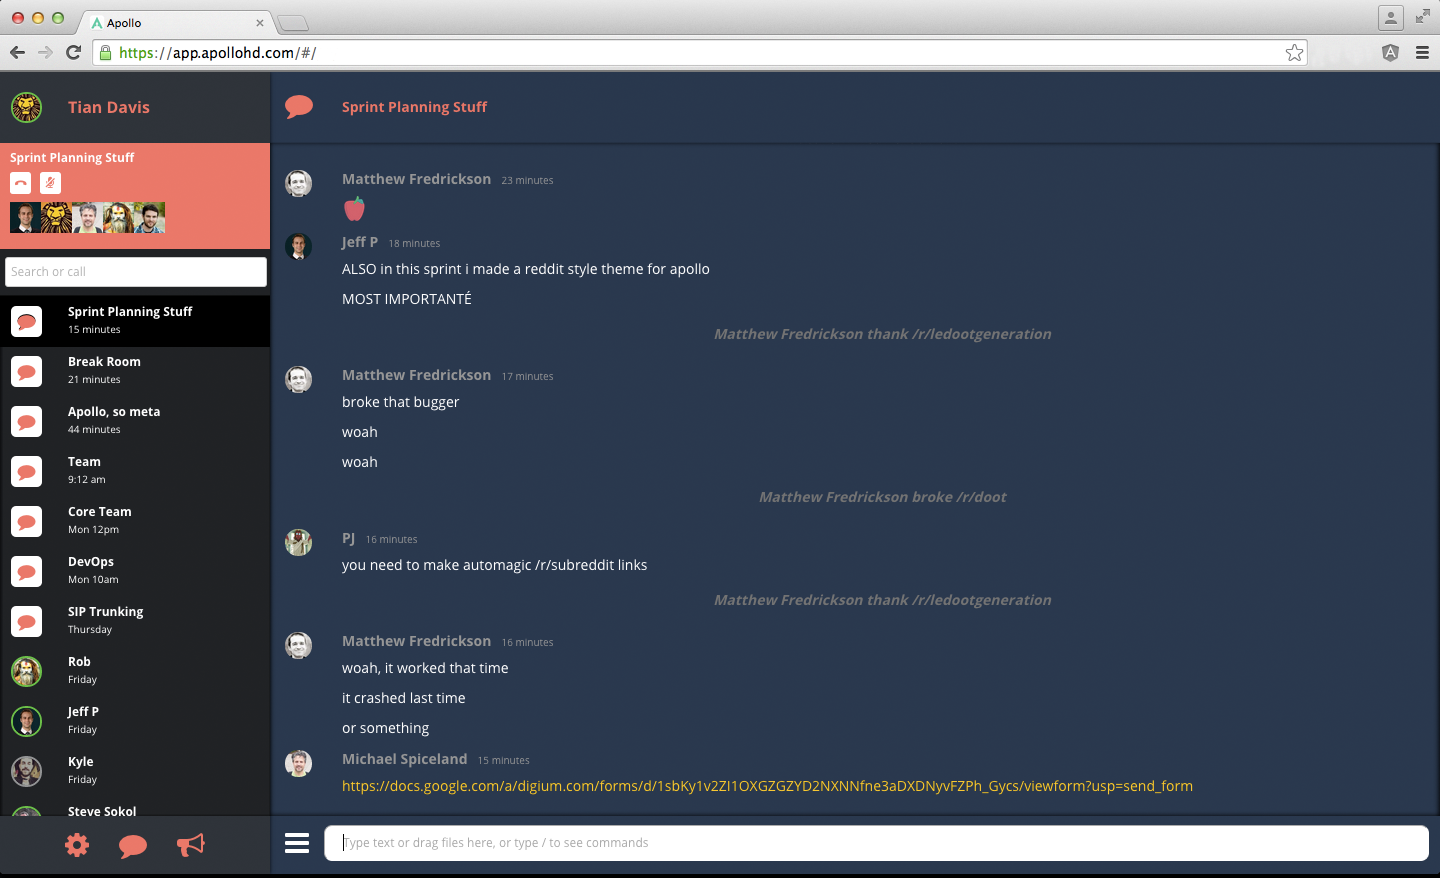 Apollo
https://app.apollohd.com/#/
Tian Davis
Sprint Planning Stuff
Search or call
Sprint Planning Stuff
15 minutes
Break Room
21 minutes
Apollo, so meta
44 minutes
Team
9:12 am
Core Team
Mon 12pm
DevOps
Mon 10am
SIP Trunking
Thursday
Rob
Friday
Jeff P
Friday
Kyle
Friday
Steve Sokol
Sprint Planning Stuff
Matthew Fredrickson 23 minutes
Jeff P 18 minutes
ALSO in this sprint i made a reddit style theme for apollo
MOST IMPORTANTÉ
Matthew Fredrickson thank /r/ledootgeneration
Matthew Fredrickson 17 minutes
broke that bugger
woah
woah
Matthew Fredrickson broke /r/doot
PJ 16 minutes
you need to make automagic /r/subreddit links
Matthew Fredrickson thank /r/ledootgeneration
Matthew Fredrickson 16 minutes
woah, it worked that time
it crashed last time
or something
Michael Spiceland 15 minutes
https://docs.google.com/a/digium.com/forms/d/1sbKy1v2ZI1OXGZGZYD2NXNNfne3aDXDNyvFZPh_Gycs/viewform?usp=send_form
Type text or drag files here, or type / to see commands